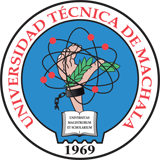 UNIVERSIDAD TÉCNICA DE MACHALA
UNIVERSITAS
MAGISTRORUM
ET SCHOLARIUM
1969